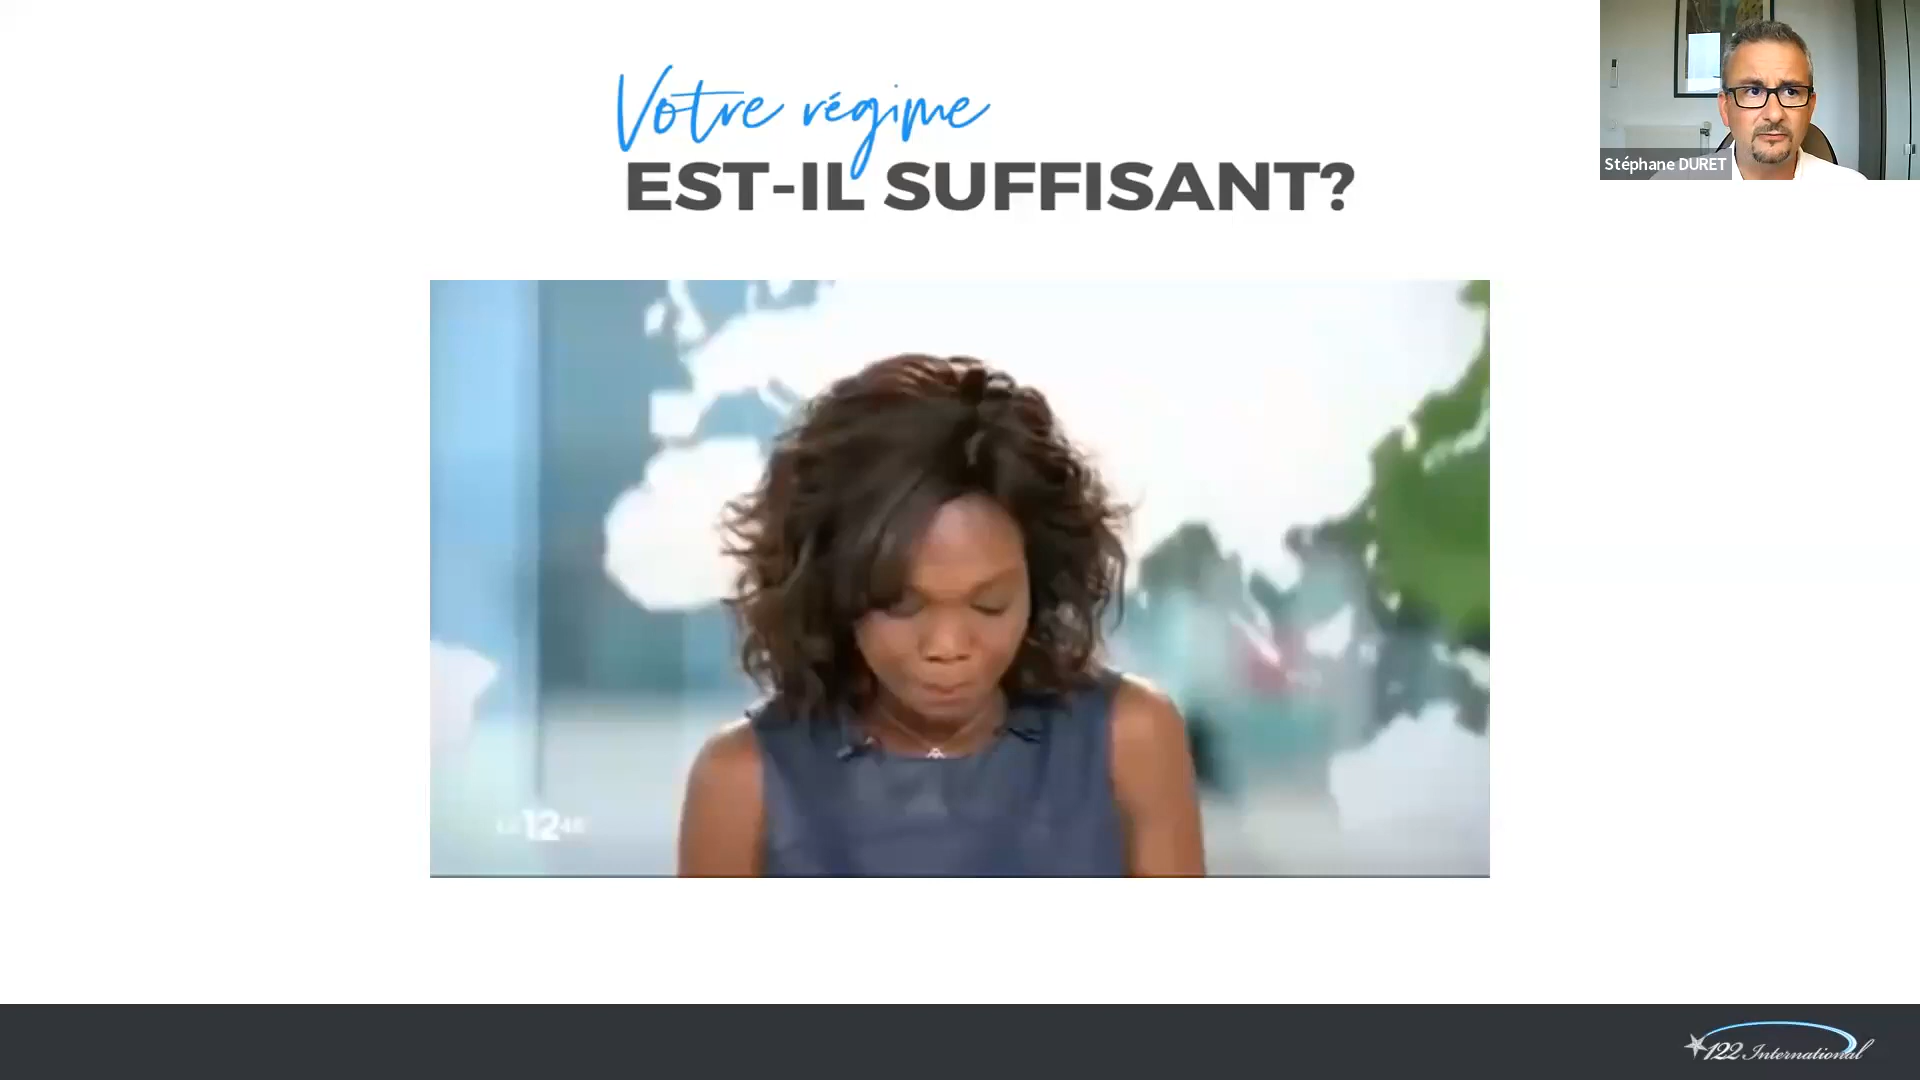 Votre régime
EST-IL SUFFISANT?
Stéphane DURET
LE 12 45
122 International